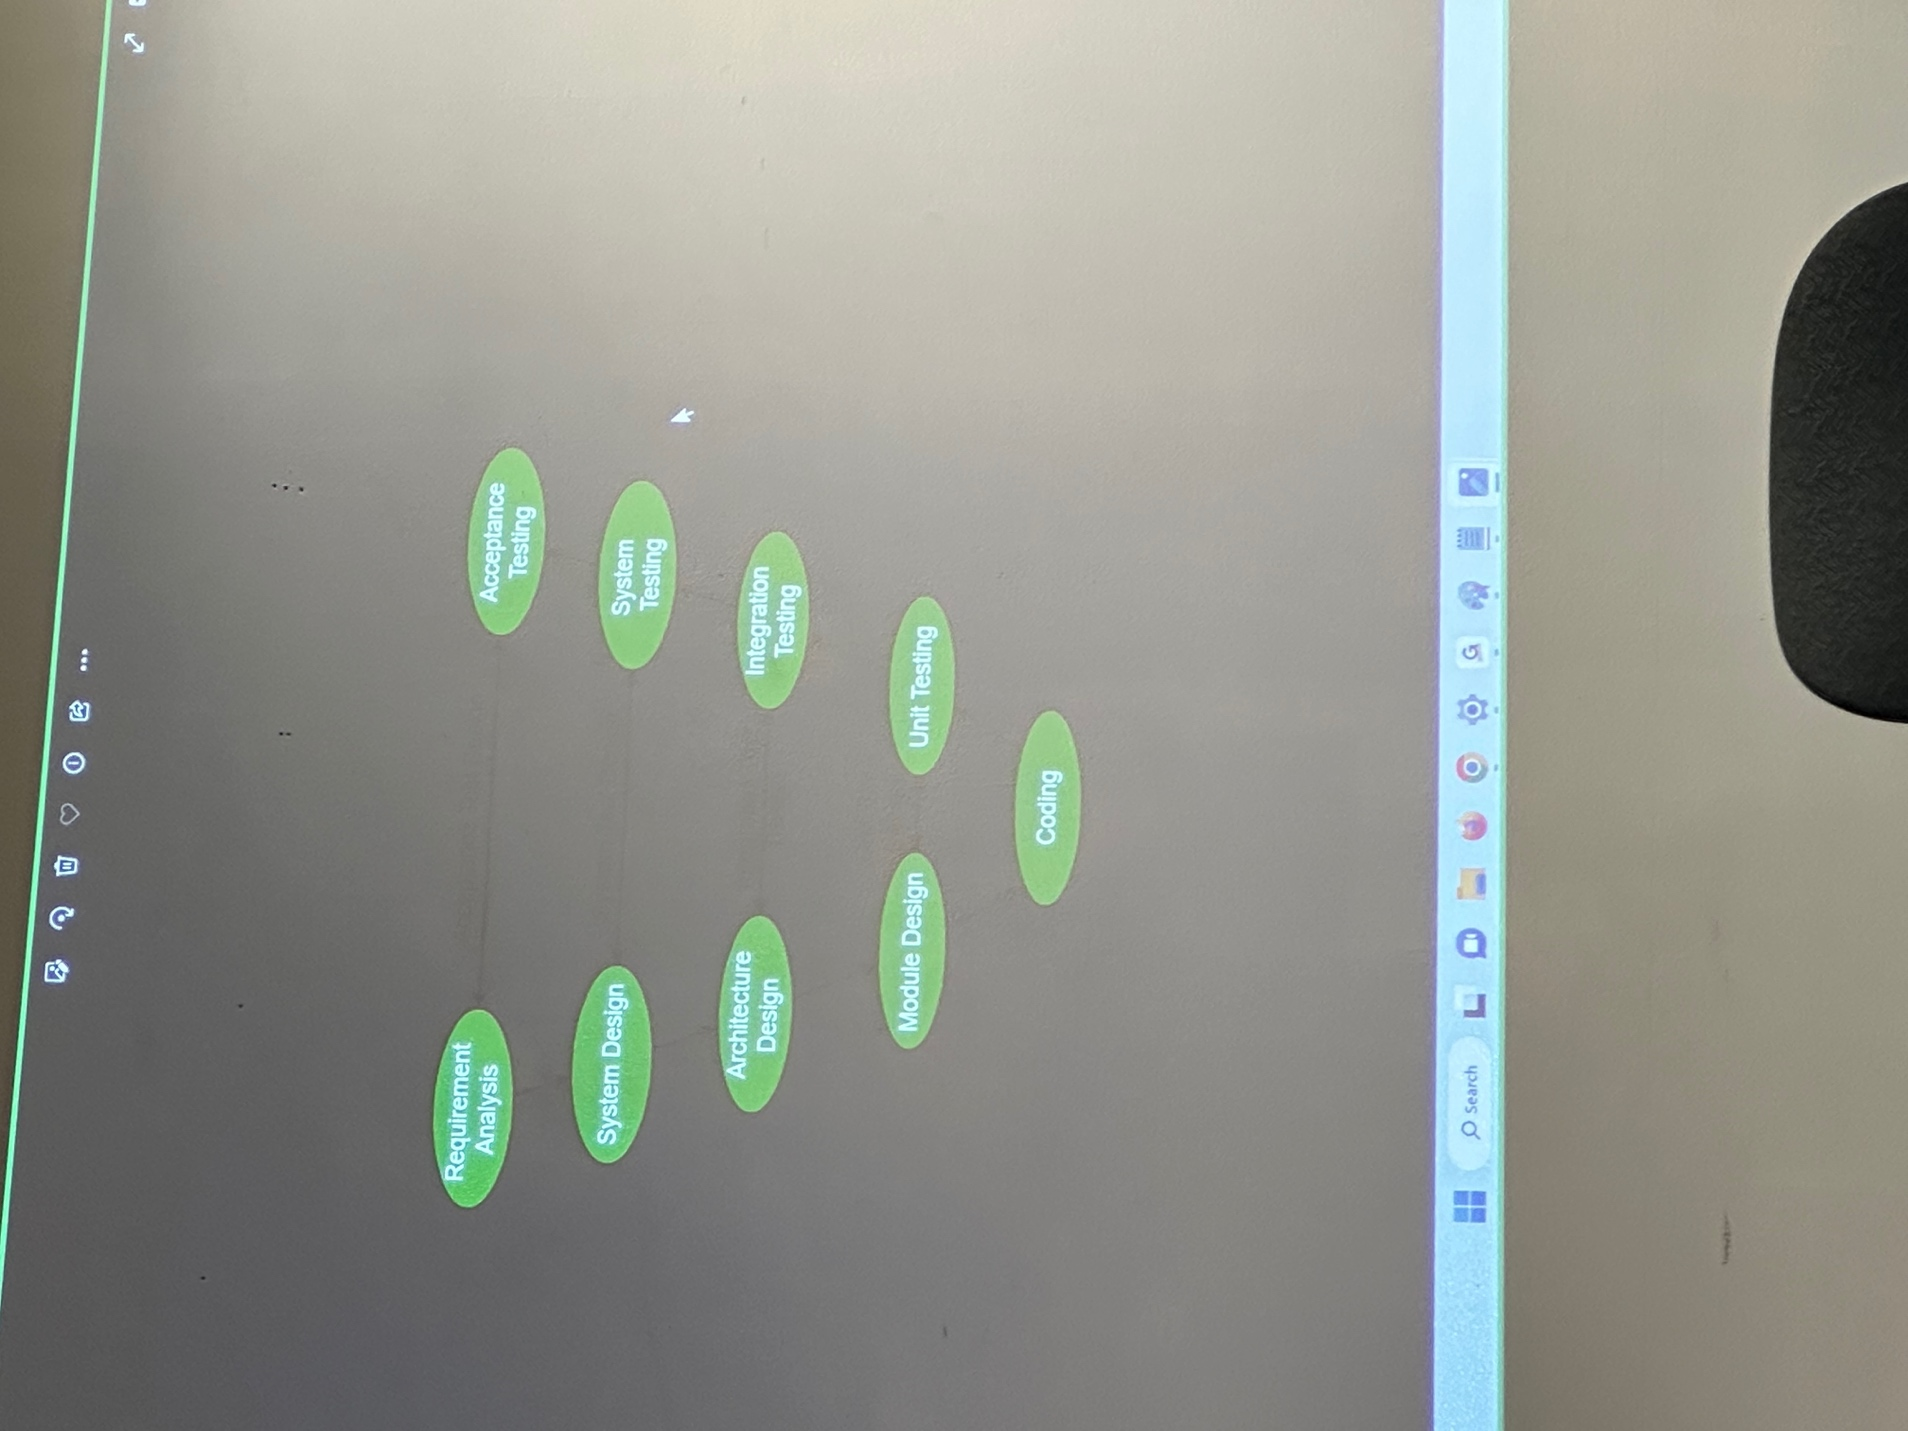 Requirement
Analysis
Acceptance
Testing
System Design
System
Testing
Architecture
Design
Integration
Testing
Module Design
Unit Testing
Coding
Search